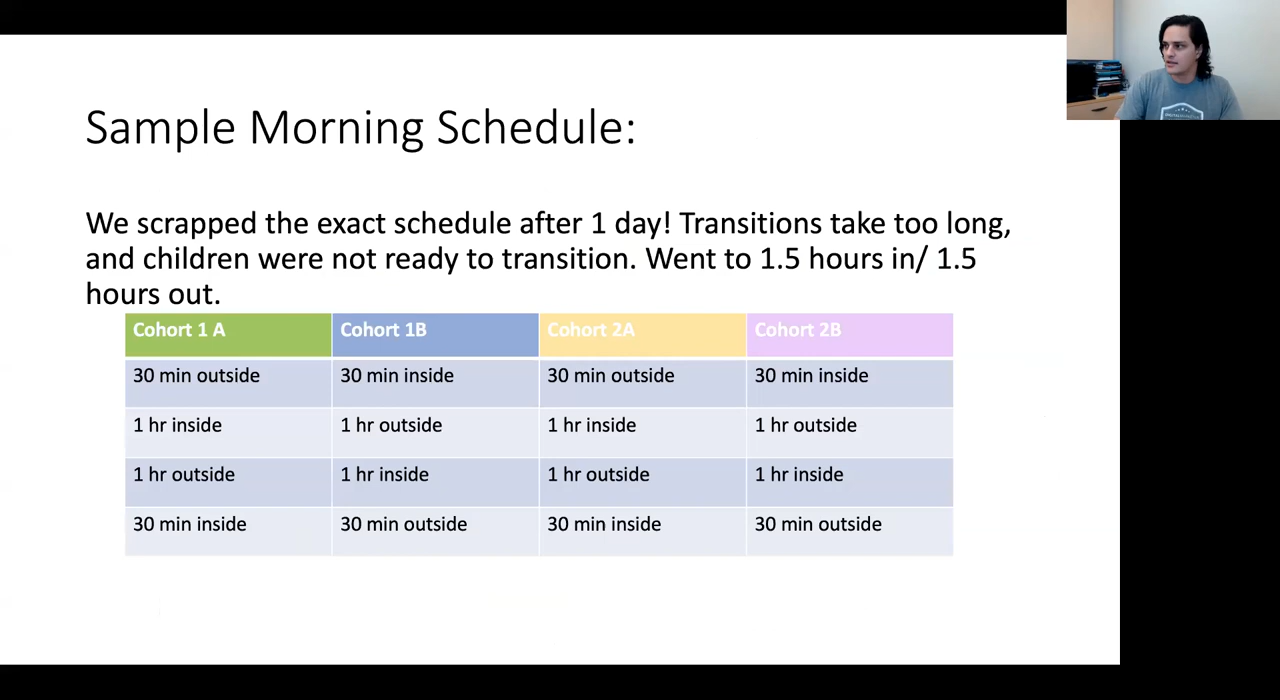 Sample Morning Schedule:
We scrapped the exact schedule after 1 day! Transitions take too long,
and children were not ready to transition. Went to 1.5 hours in/ 1.5
hours out.
Cohort 1 A Cohort 1B Cohort 2A Cohort 2B
30 min outside 30 min inside 30 min outside 30 min inside
1 hr inside 1 hr outside 1 hr inside 1 hr outside
1 hr outside 1 hr inside 1 hr outside 1 hr inside
30 min inside 30 min outside 30 min inside 30 min outside